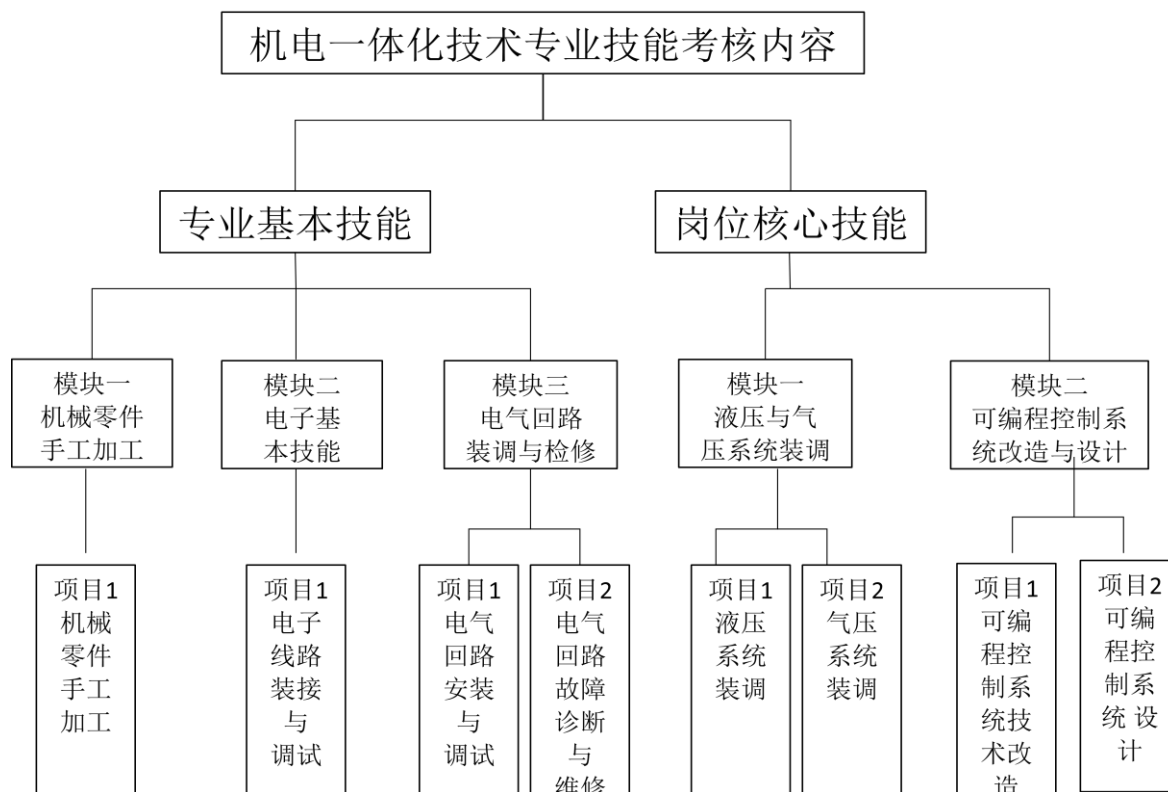 机电一体化技术专业技能考核内容
专业基本技能
岗位核心技能
模块一
机械零件
手工加工
模块二
电子基
本技能
模块三
电气回路
装调与检修
模块一
液压与气
压系统装调
模块二
可编程控制系
统改造与设计
项目1
机械
零件
手工
加工
项目1
电子
线路
装接
与
调试
项目1
电气
回路
安装
与
调试
项目2
电气
回路
故障
诊断
与
维修
项目1
液压
系统
装调
项目2
气压
系统
装调
项目1
可编
程控
制系
统技
术改
造
项目2
可编
程控
制系
统 设
计